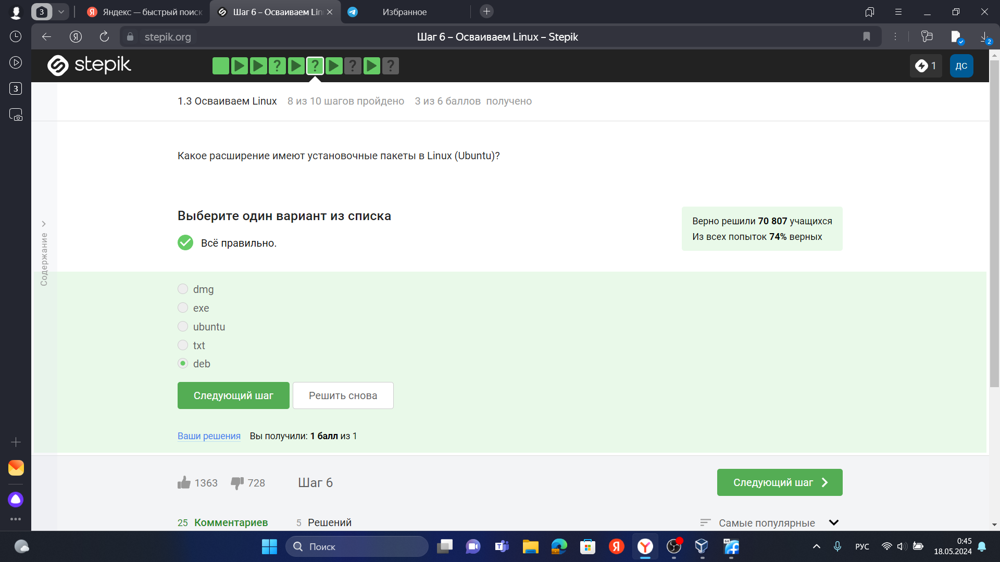 3
Яндекс — быстрый поиск
Шаг 6 – Осваиваем Lin
Избранное
stepik.org
Шаг 6 – Осваиваем Linux – Stepik
2
3
stepik
?
?
?
?
1
ДС
1.3 Осваиваем Linux 8 из 10 шагов пройдено 3 из 6 баллов получено
Содержание
Какое расширение имеют установочные пакеты в Linux (Ubuntu)?
Выберите один вариант из списка
Всё правильно.
Верно решили 70 807 учащихся
Из всех попыток 74% верных
dmg
exe
ubuntu
txt
deb
Следующий шаг
Решить снова
Ваши решения Вы получили: 1 балл из 1
1363
728
Шаг 6
Следующий шаг
25 Комментариев
5 Решений
Самые популярные
Поиск
РУС
0:45
18.05.2024